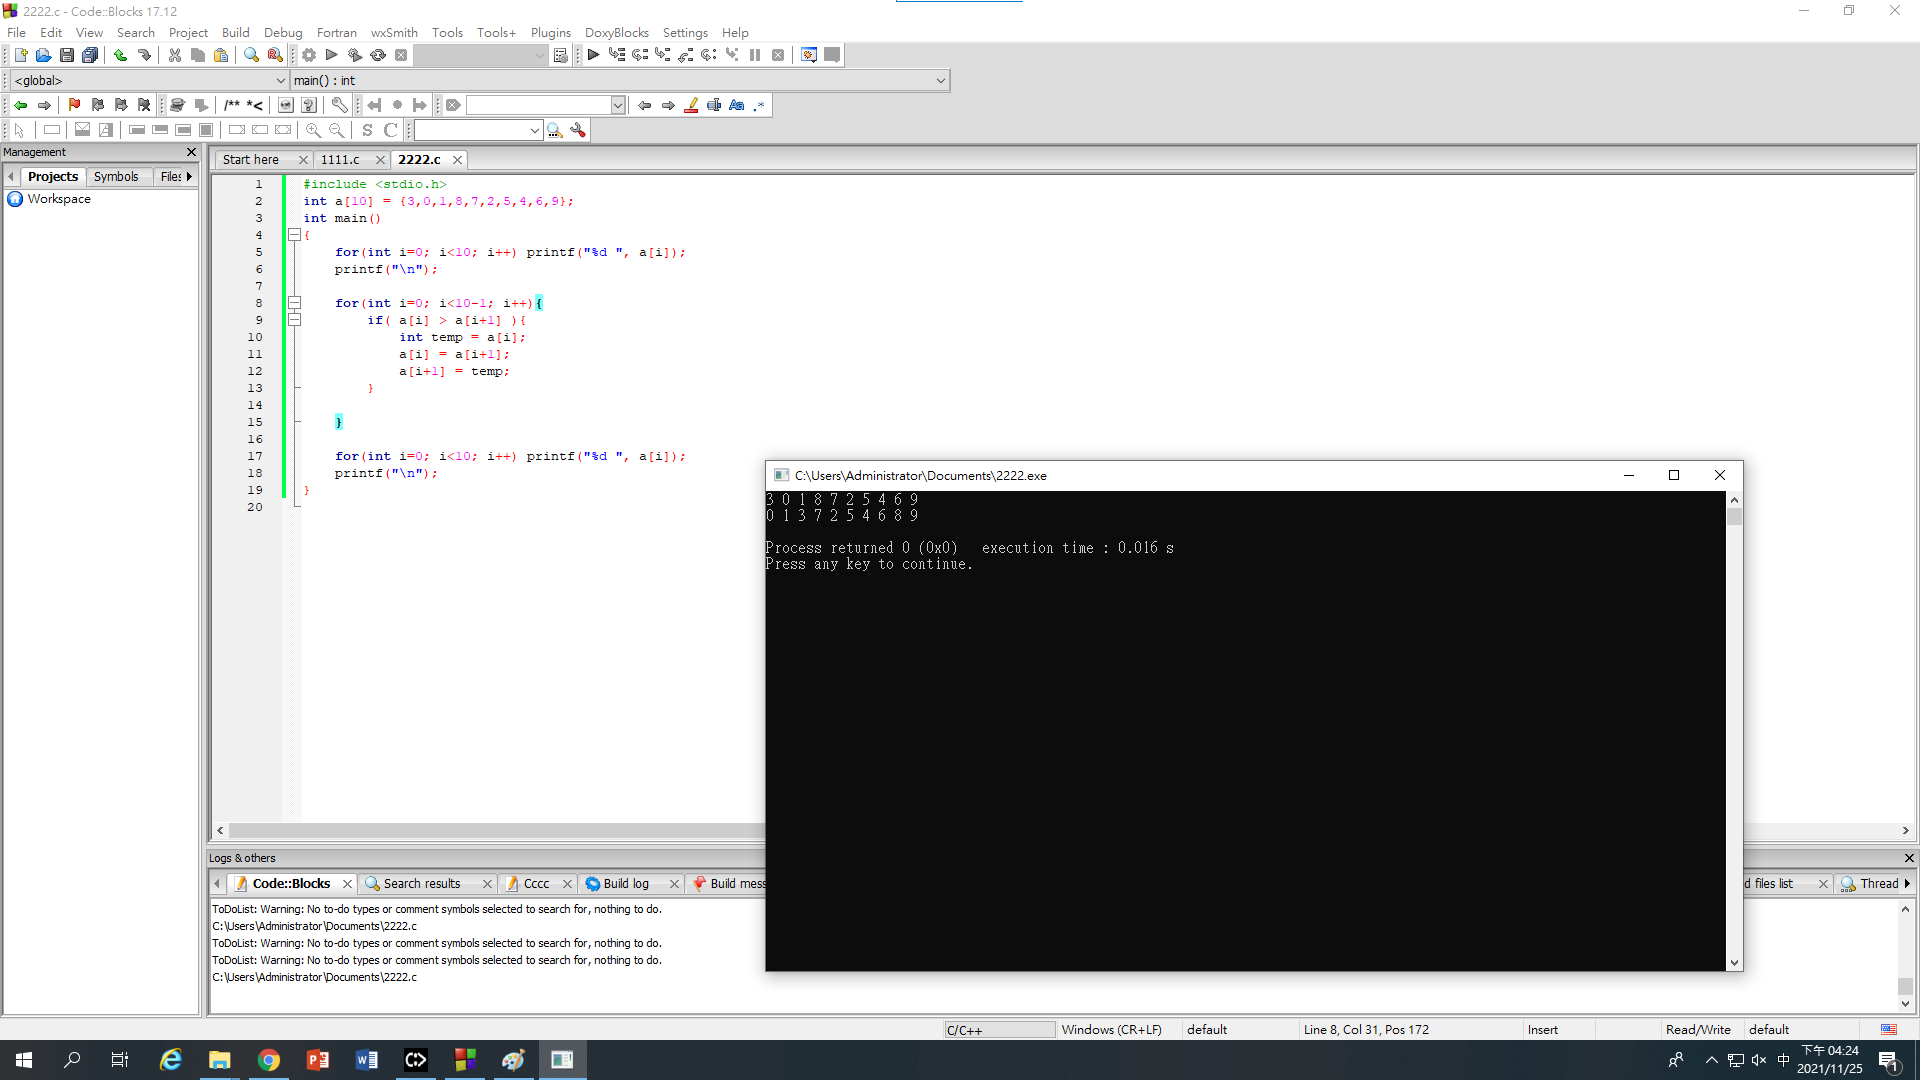 2222.c - Code::Blocks 17.12
File Edit View Search Project Build Debug Fortran wxSmith Tools Tools+ Plugins DoxyBlocks Settings Help
<global> main() : int
/** *<
Aa .*
S C
Management
Projects Symbols Files
Workspace
Start here 1111.c 2222.c
1 #include <stdio.h>
2 int a[10] = {3,0,1,8,7,2,5,4,6,9};
3 int main()
4 {
5 for(int i=0; i<10; i++) printf("%d ", a[i]);
6 printf("\n");
7
8 for(int i=0; i<10-1; i++){
9 if( a[i] > a[i+1] ){
10 int temp = a[i];
11 a[i] = a[i+1];
12 a[i+1] = temp;
13 }
14
15 }
16
17 for(int i=0; i<10; i++) printf("%d ", a[i]);
18 printf("\n");
19 }
20
C:\Users\Administrator\Documents\2222.exe
3 0 1 8 7 2 5 4 6 9
0 1 3 7 2 5 4 6 8 9
Process returned 0 (0x0) execution time : 0.016 s
Press any key to continue.
Logs & others
Code::Blocks Search results Cccc Build log Build mess d files list Thread
ToDoList: Warning: No to-do types or comment symbols selected to search for, nothing to do.
C:\Users\Administrator\Documents\2222.c
ToDoList: Warning: No to-do types or comment symbols selected to search for, nothing to do.
ToDoList: Warning: No to-do types or comment symbols selected to search for, nothing to do.
C:\Users\Administrator\Documents\2222.c
C/C++ Windows (CR+LF) default Line 8, Col 31, Pos 172 Insert Read/Write default
中 下午 04:24
2021/11/25
1